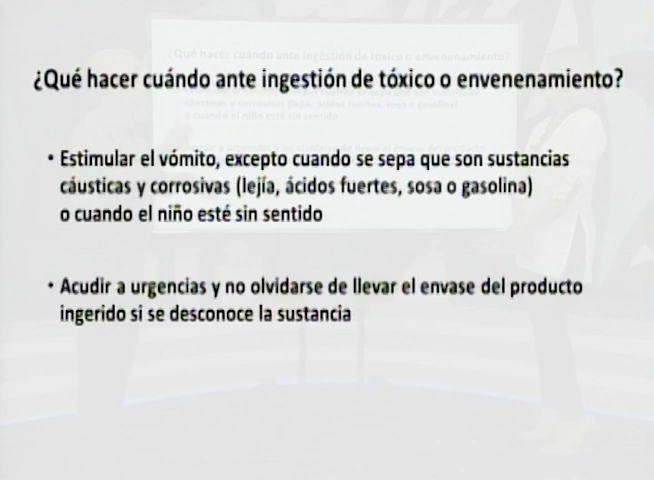 ¿Qué hacer cuándo ante ingestión de tóxico o envenenamiento?
• Estimular el vómito, excepto cuando se sepa que son sustancias
cáusticas y corrosivas (lejía, ácidos fuertes, sosa o gasolina)
o cuando el niño esté sin sentido
• Acudir a urgencias y no olvidarse de llevar el envase del producto
ingerido si se desconoce la sustancia